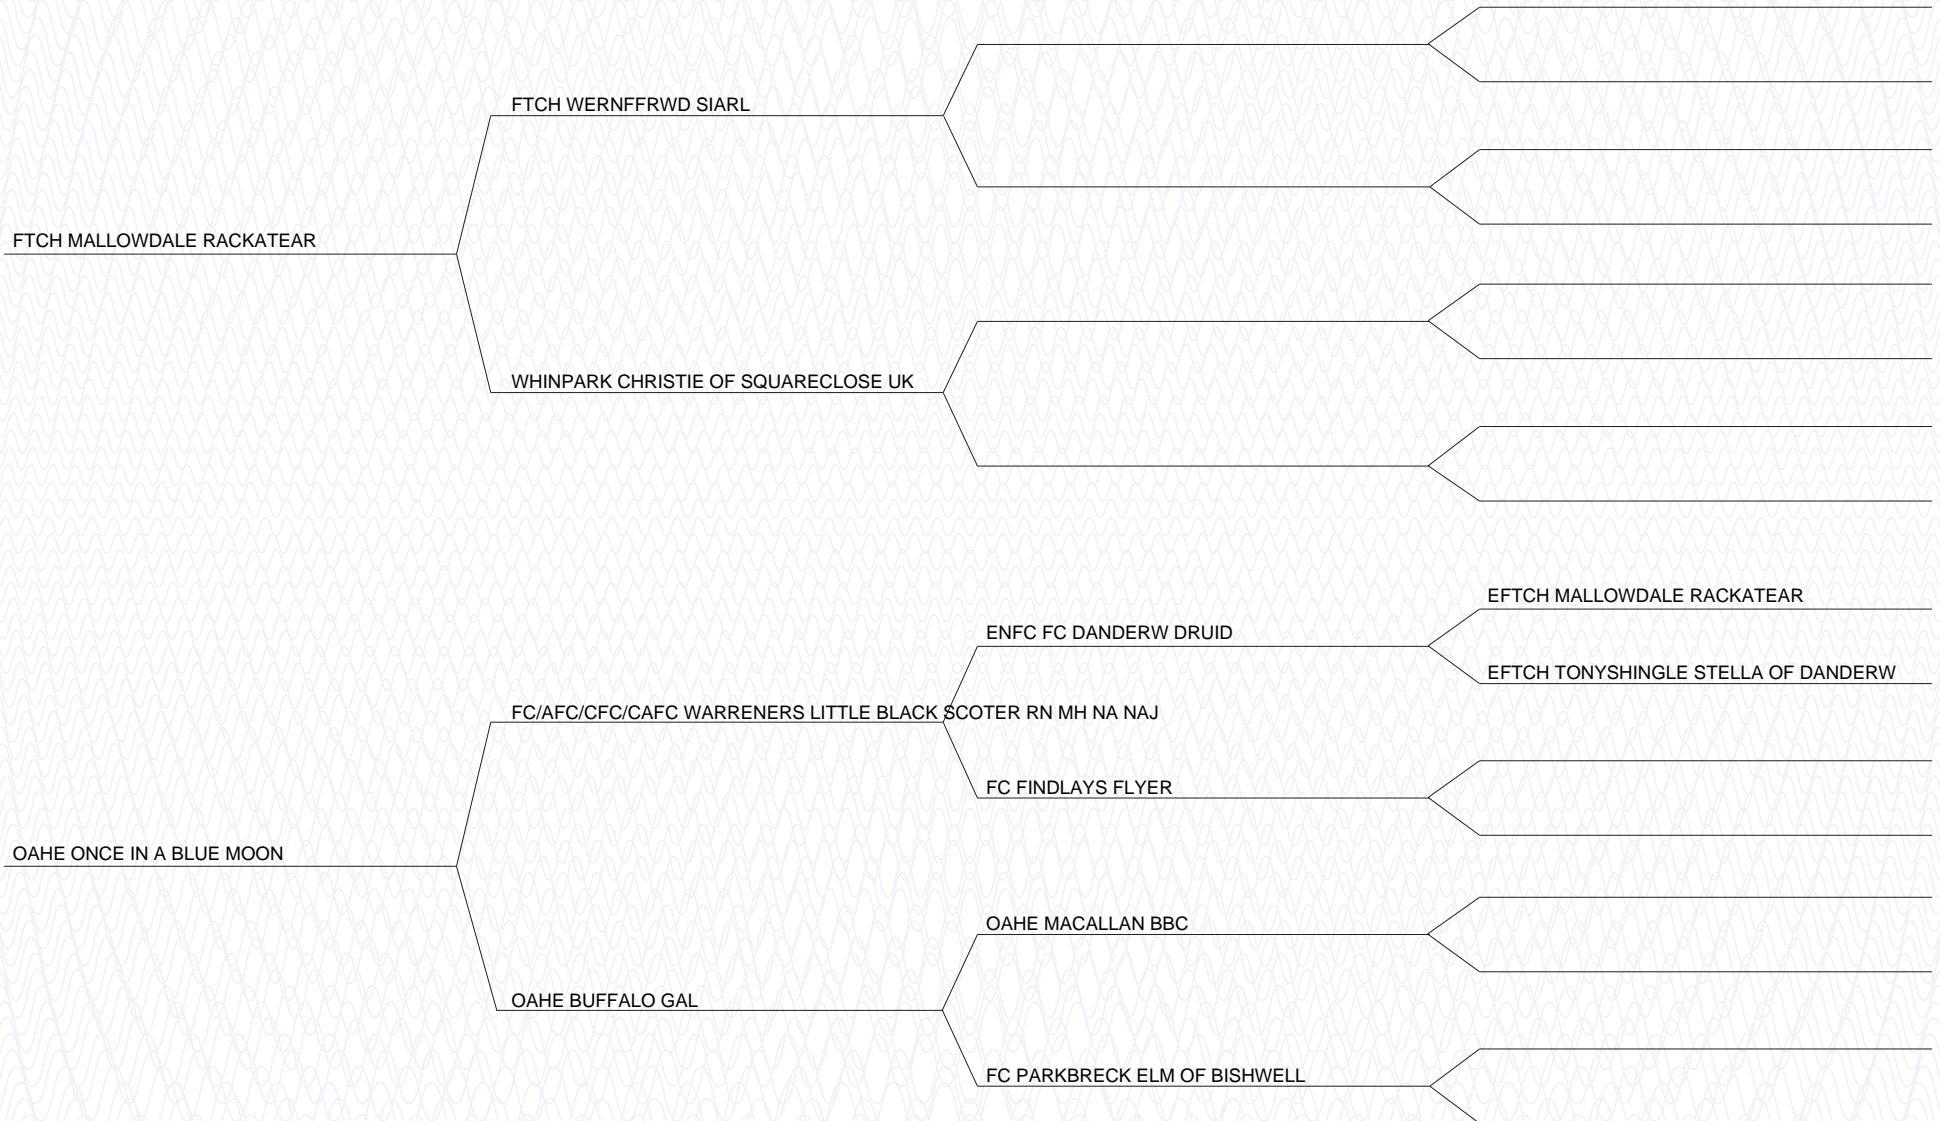 FTCH WERNFFRWD SIARL
FTCH MALLOWDALE RACKATEAR
WHINPARK CHRISTIE OF SQUARECLOSE UK
EFTCH MALLOWDALE RACKATEAR
ENFC FC DANDERW DRUID
EFTCH TONYSHINGLE STELLA OF DANDERW
FC/AFC/CFC/CAFC WARRENERS LITTLE BLACK SCOTER RN MH NA NAJ
FC FINDLAYS FLYER
OAHE ONCE IN A BLUE MOON
OAHE MACALLAN BBC
OAHE BUFFALO GAL
FC PARKBRECK ELM OF BISHWELL